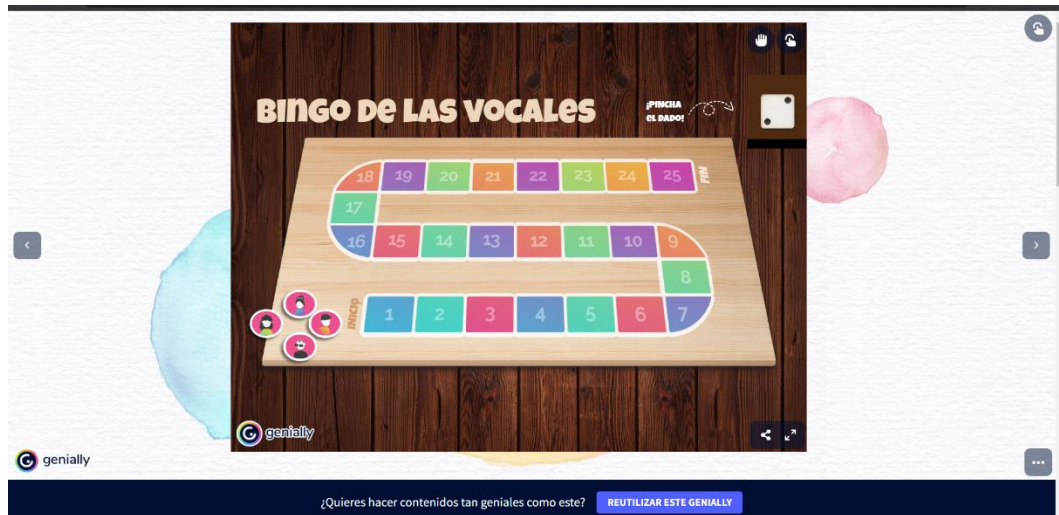 BINGO DE LAS VOCALES
¡PINCHA
EL DADO!
18 19 20 21 22 23 24 25 FIN
17
16 15 14 13 12 11 10 9
8
INICIO 1 2 3 4 5 6 7
genially
genially
¿Quieres hacer contenidos tan geniales como este? REUTILIZAR ESTE GENIALLY